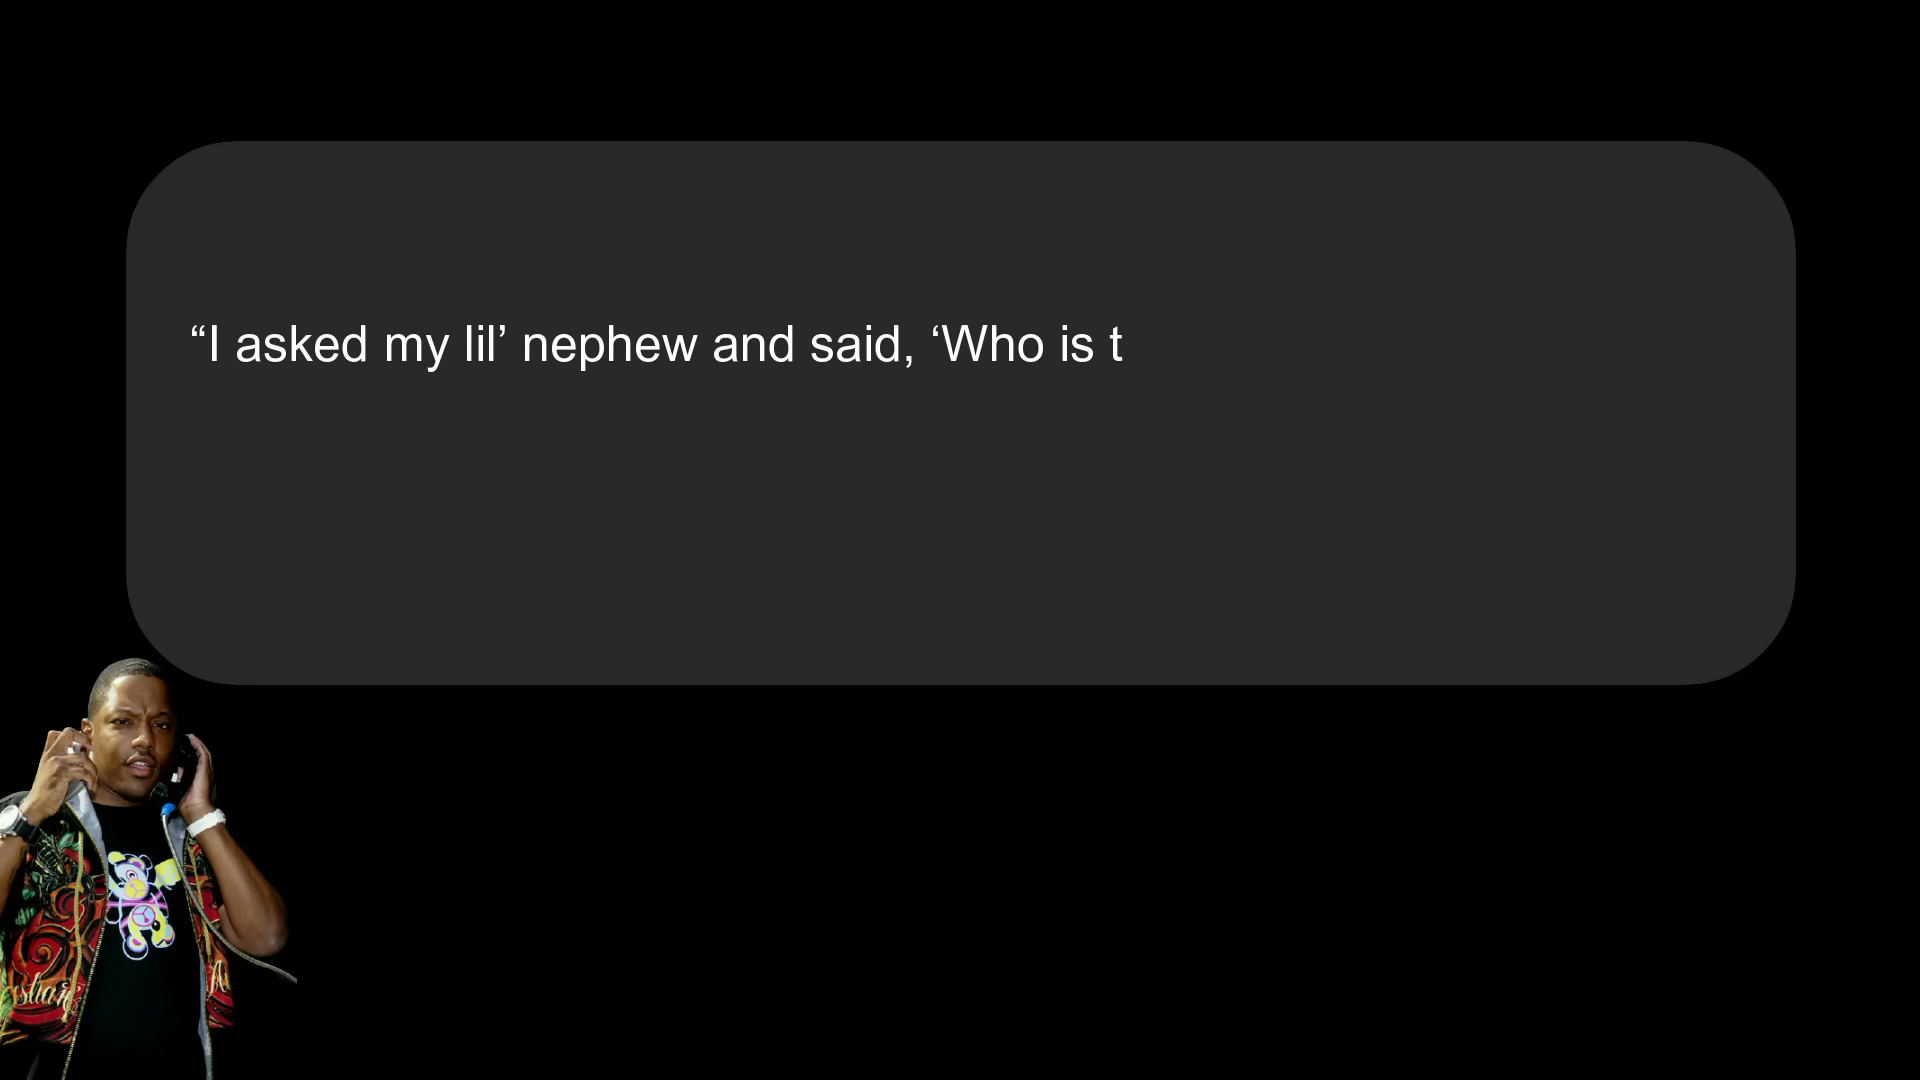 “I asked my lil’ nephew and said, ‘Who is t